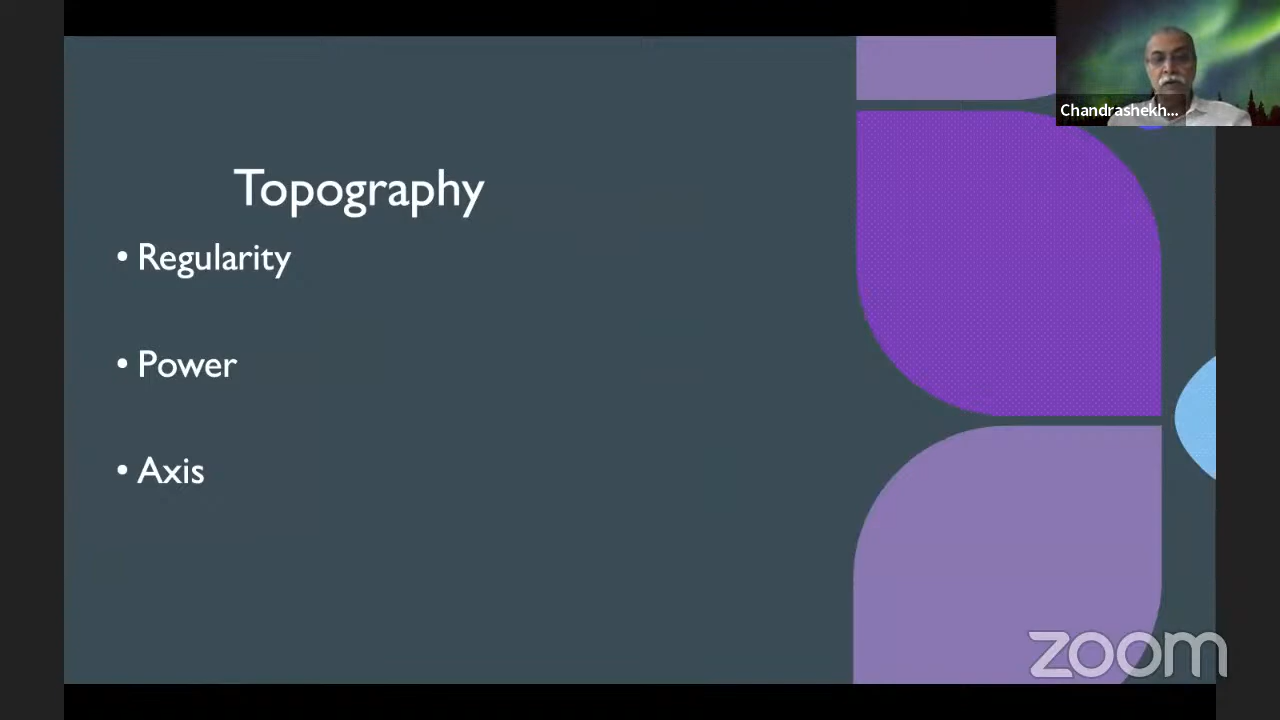 Chandrashekh...
Topography
• Regularity
• Power
• Axis
zoom